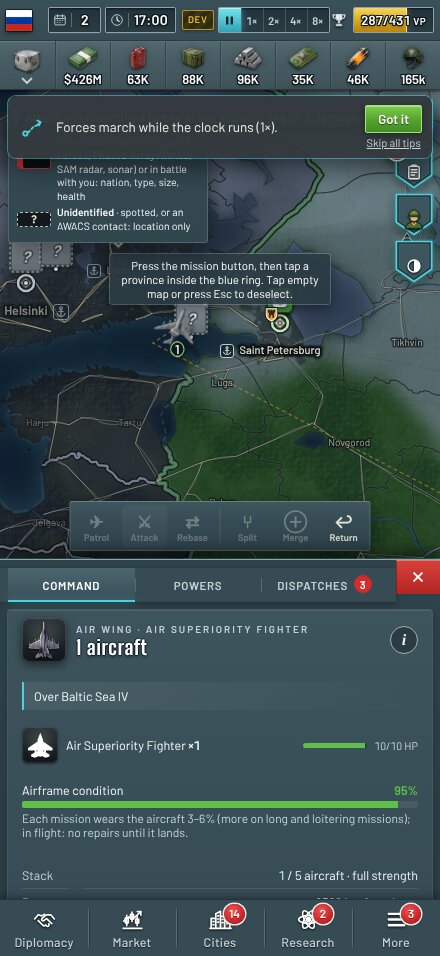 2
17:00
DEV
1× 2× 4× 8×
287/431 VP
$426M 63K 88K 96K 35K 46K 165k
Forces march while the clock runs (1×).
Got it
Skip all tips
SAM radar, sonar) or in battle
with you: nation, type, size,
health
Unidentified · spotted, or an
AWACS contact: location only
?
? ?
Press the mission button, then tap a
province inside the blue ring. Tap empty
map or press Esc to deselect.
Helsinki
?
1
Saint Petersburg
Tikhvin
Luga
Harju
Tartu
Novgorod
Jelgava
Patrol Attack Rebase Split Merge Return
COMMAND POWERS DISPATCHES 3
AIR WING · AIR SUPERIORITY FIGHTER
1 aircraft
i
Over Baltic Sea IV
Air Superiority Fighter ×1
10/10 HP
Airframe condition 95%
Each mission wears the aircraft 3–6% (more on long and loitering missions);
in flight: no repairs until it lands.
Stack 1 / 5 aircraft · full strength
14 2 3
Diplomacy Market Cities Research More